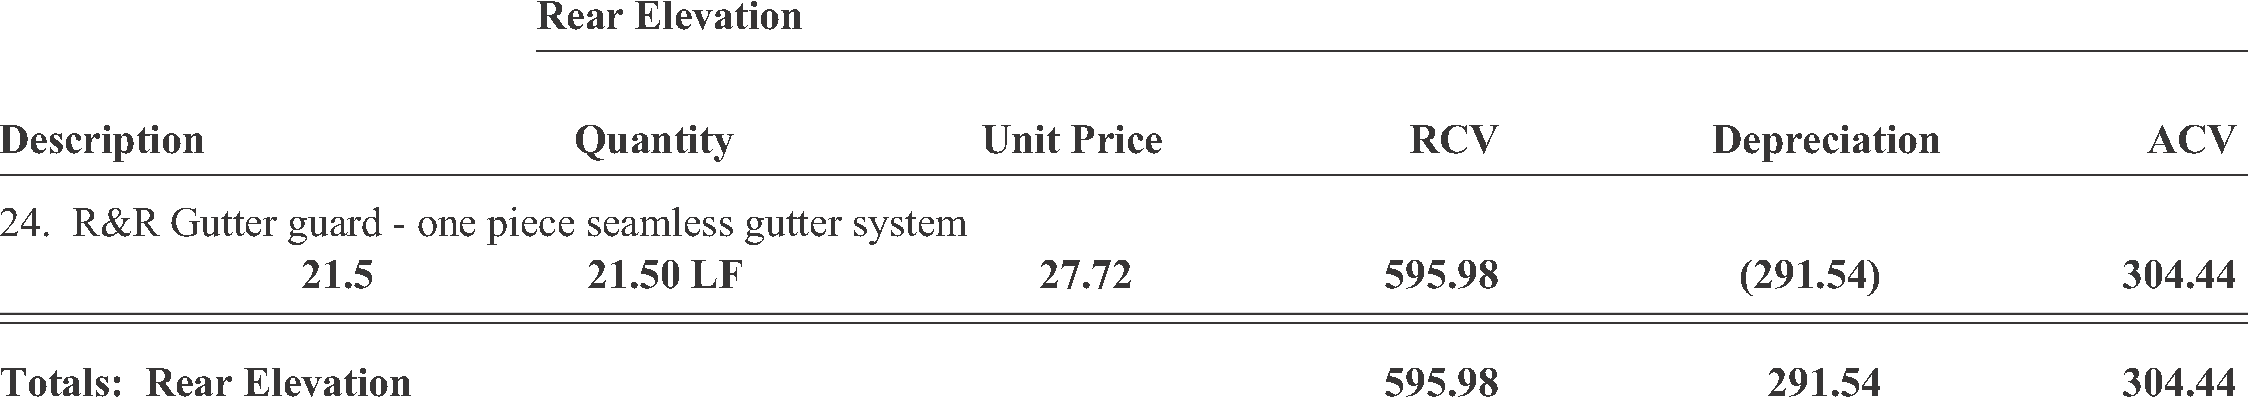 Rear Elevation
Description Quantity Unit Price RCV Depreciation ACV
24. R&R Gutter guard - one piece seamless gutter system
21.5 21.50 LF 27.72 595.98 (291.54) 304.44
Totals: Rear Elevation 595.98 291.54 304.44